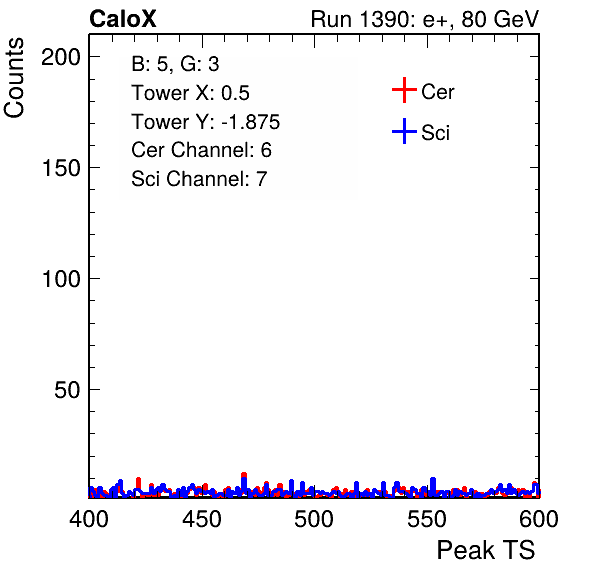 CaloX
Run 1390: e+, 80 GeV
Counts
200
150
100
50
B: 5, G: 3
Tower X: 0.5
Tower Y: -1.875
Cer Channel: 6
Sci Channel: 7
Cer
Sci
400 450 500 550 600
Peak TS